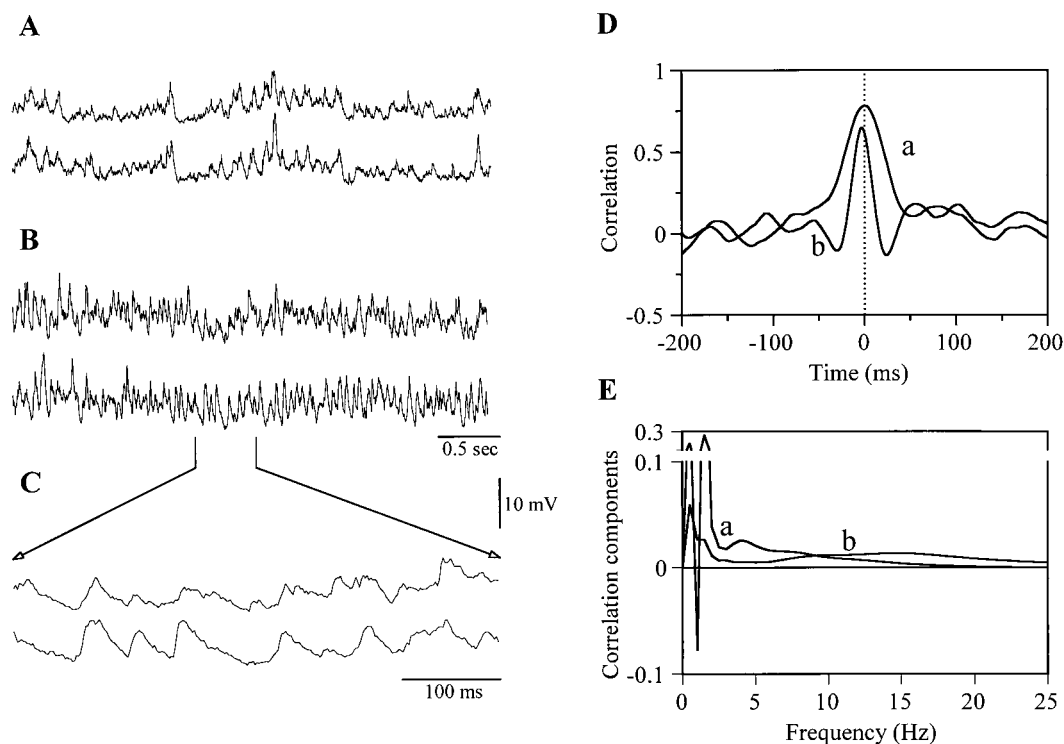 A
B
0.5 sec
C
10 mV
100 ms
D
Correlation
1
0.5
0
-0.5
a
b
-200
-100
0
100
200
Time (ms)
E
Correlation components
0.3
0.1
0
-0.1
a
b
0
5
10
15
20
25
Frequency (Hz)